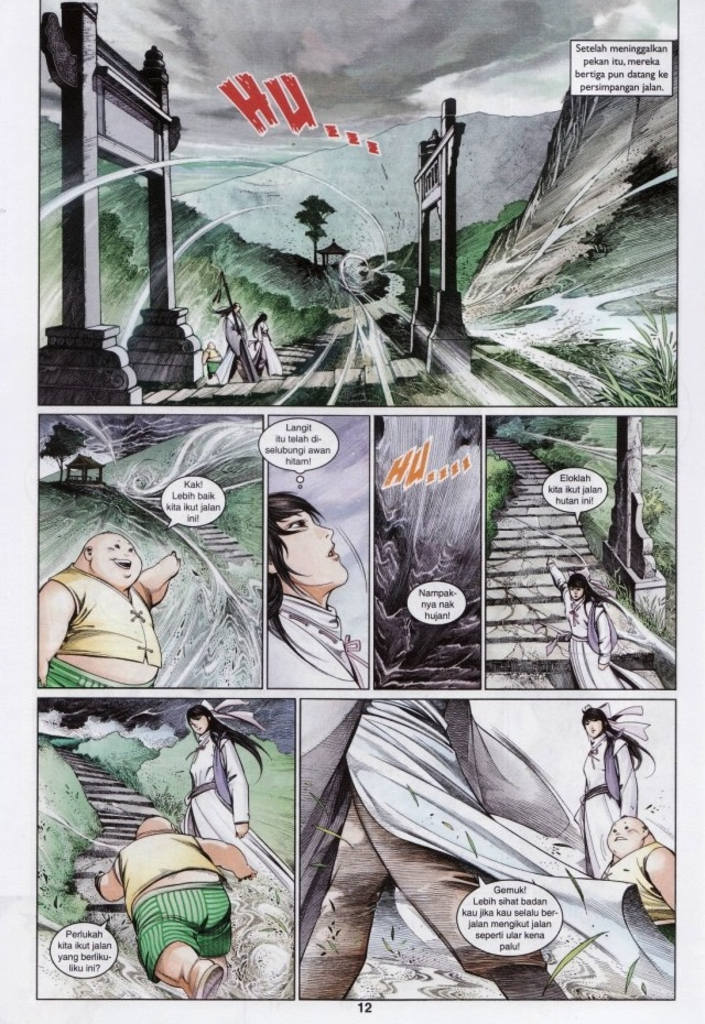 Setelah meninggalkan
pekan itu, mereka
bertiga pun datang ke
persimpangan jalan.
HU...
Kak!
Lebih baik
kita ikut jalan
ini!
Langit
itu telah di-
selubungi awan
hitam!
HU....
Nampak-
nya nak
hujan!
Eloklah
kita ikut jalan
hutan ini!
Perlukah
kita ikut jalan
yang berliku-
liku ini?
Gemuk!
Lebih sihat badan
kau jika kau selalu ber-
jalan mengikut jalan
seperti ular kena
palu!
12